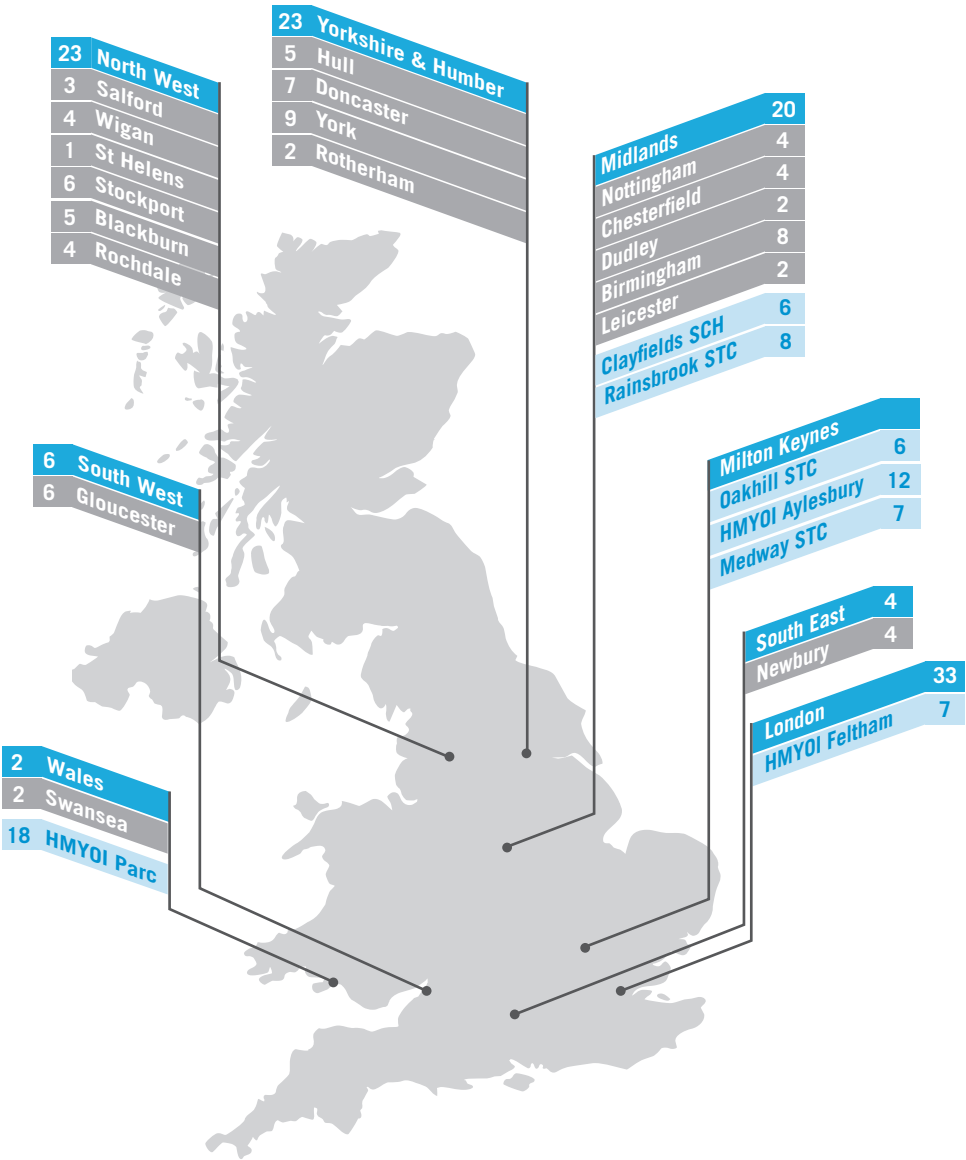 23 North West
3 Salford
4 Wigan
1 St Helens
6 Stockport
5 Blackburn
4 Rochdale
23 Yorkshire & Humber
5 Hull
7 Doncaster
9 York
2 Rotherham
Midlands 20
Nottingham 4
Chesterfield 4
Dudley 2
Birmingham 8
Leicester 2
Clayfields SCH 6
Rainsbrook STC 8
6 South West
6 Gloucester
Milton Keynes
Oakhill STC 6
HMYOI Aylesbury 12
Medway STC 7
South East 4
Newbury 4
London 33
HMYOI Feltham 7
2 Wales
2 Swansea
18 HMYOI Parc